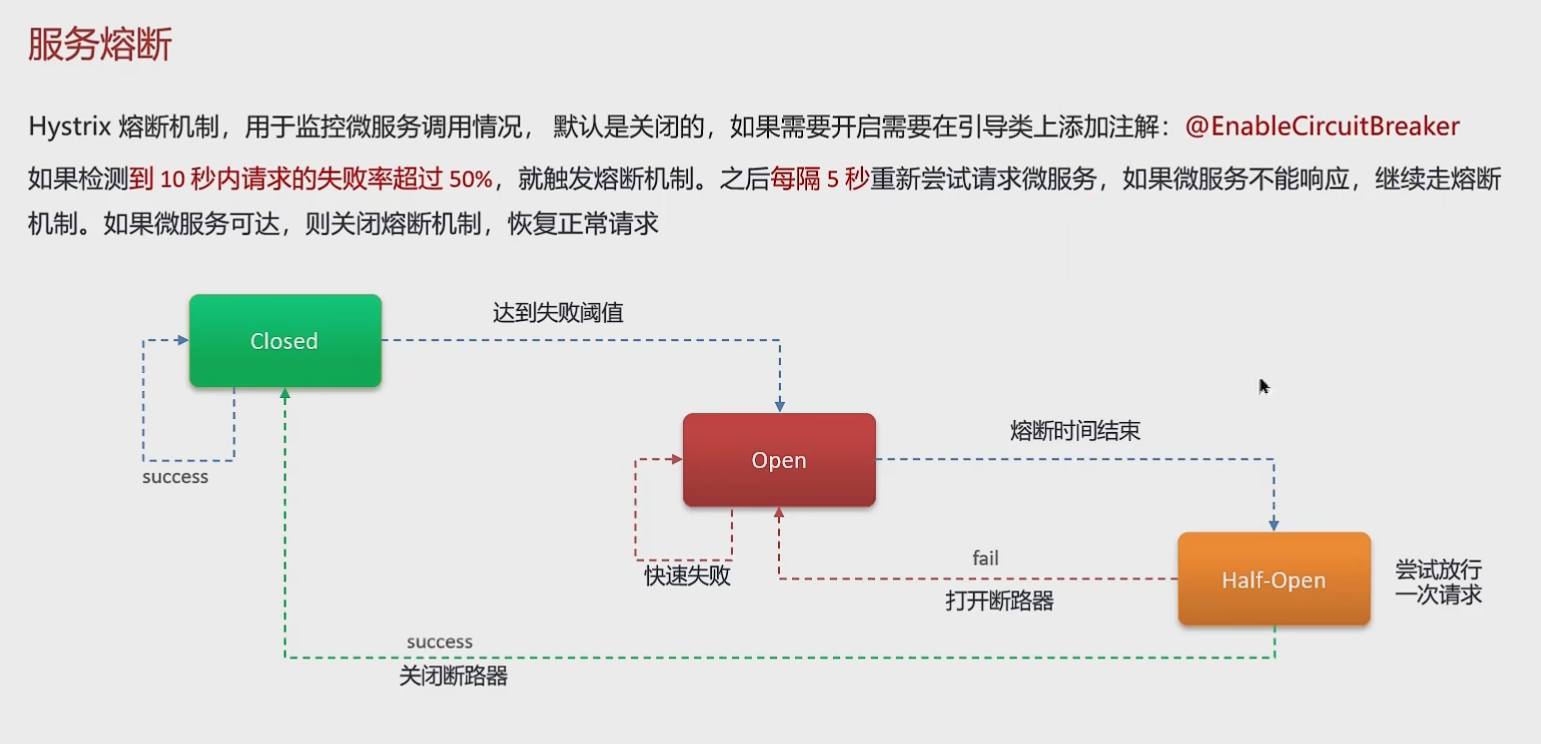 服务熔断
Hystrix 熔断机制，用于监控微服务调用情况， 默认是关闭的，如果需要开启需要在引导类上添加注解：@EnableCircuitBreaker
如果检测到 10 秒内请求的失败率超过 50%，就触发熔断机制。之后每隔 5 秒重新尝试请求微服务，如果微服务不能响应，继续走熔断
机制。如果微服务可达，则关闭熔断机制，恢复正常请求
达到失败阈值
Closed
熔断时间结束
Open
success
fail
快速失败
Half-Open
尝试放行
一次请求
打开断路器
success
关闭断路器